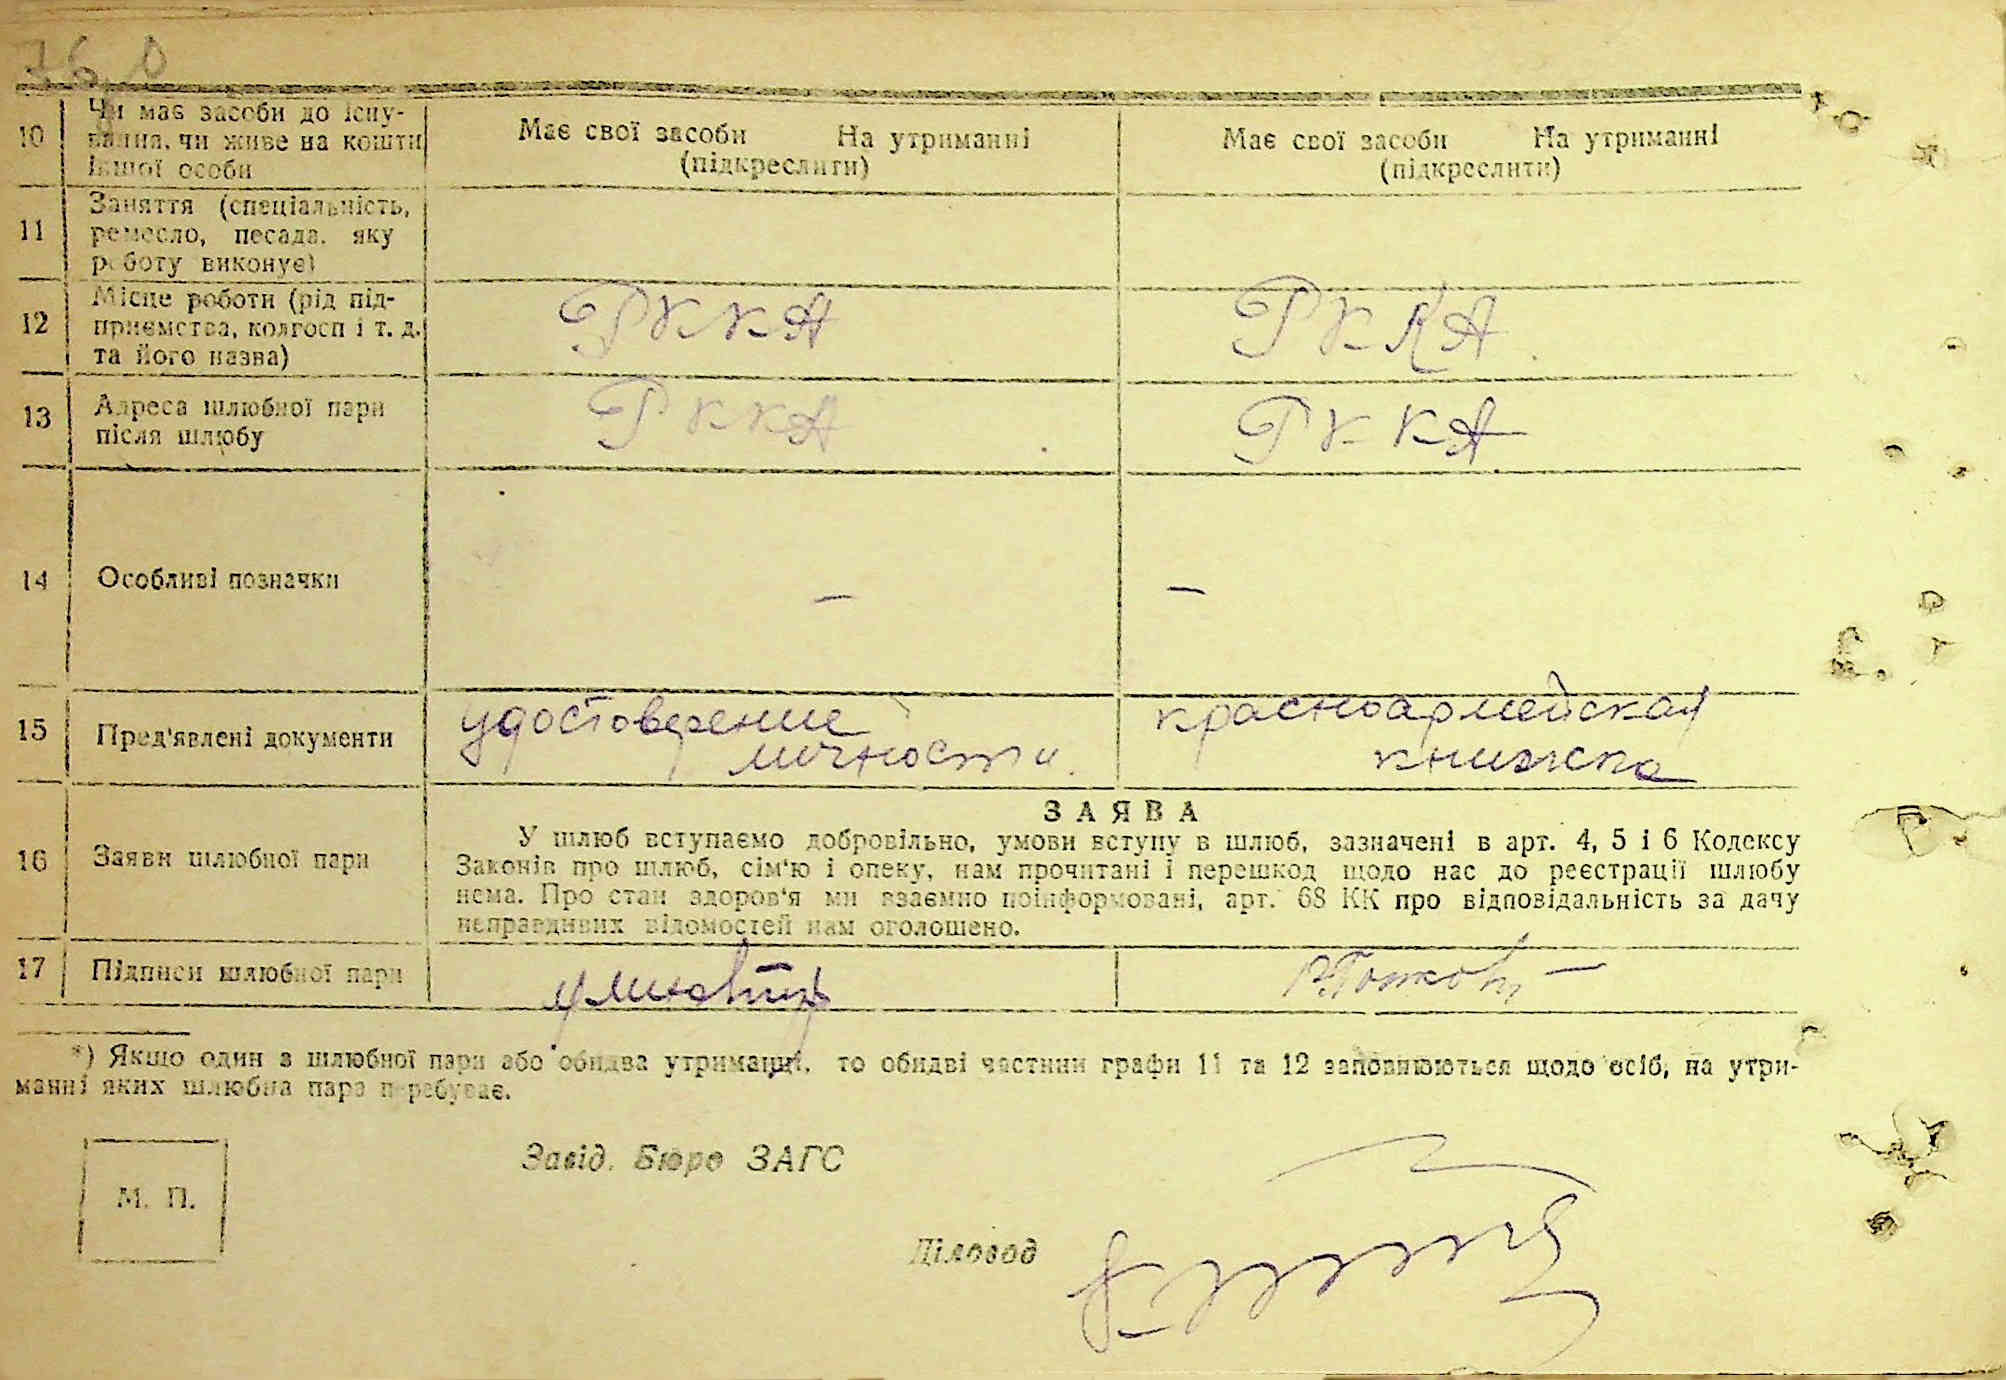 10 Чи має засоби до існу-
вання, чи живе на кошти
іншої особи
Має свої засоби На утриманні
(підкреслити)
Має свої засоби На утриманні
(підкреслити)
11 Заняття (спеціальність,
ремесло, посада, яку
роботу виконує)
12 Місце роботи (рід під-
приємства, колгосп і т. д.
та його назва)
РККА
РККА
13 Адреса шлюбної пари
після шлюбу
РККА
РККА
14 Особливі позначки
—
—
15 Пред'явлені документи
удостоверение
личности.
красноармейская
книжка
16 Заяви шлюбної пари
ЗАЯВА
У шлюб вступаємо добровільно, умови вступу в шлюб, зазначені в арт. 4, 5 і 6 Кодексу
Законів про шлюб, сім'ю і опеку, нам прочитані і перешкод щодо нас до реєстрації шлюбу
нема. Про стан здоров'я ми взаємно поінформовані, арт. 68 КК про відповідальність за дачу
неправдивих відомостей нам оголошено.
17 Підписи шлюбної пари
*) Якщо один з шлюбної пари або обидва утриманці, то обидві частини графи 11 та 12 заповнюються щодо осіб, на утри-
манні яких шлюбна пара перебуває.
Завід. Бюро ЗАГС
М. П.
Діловод